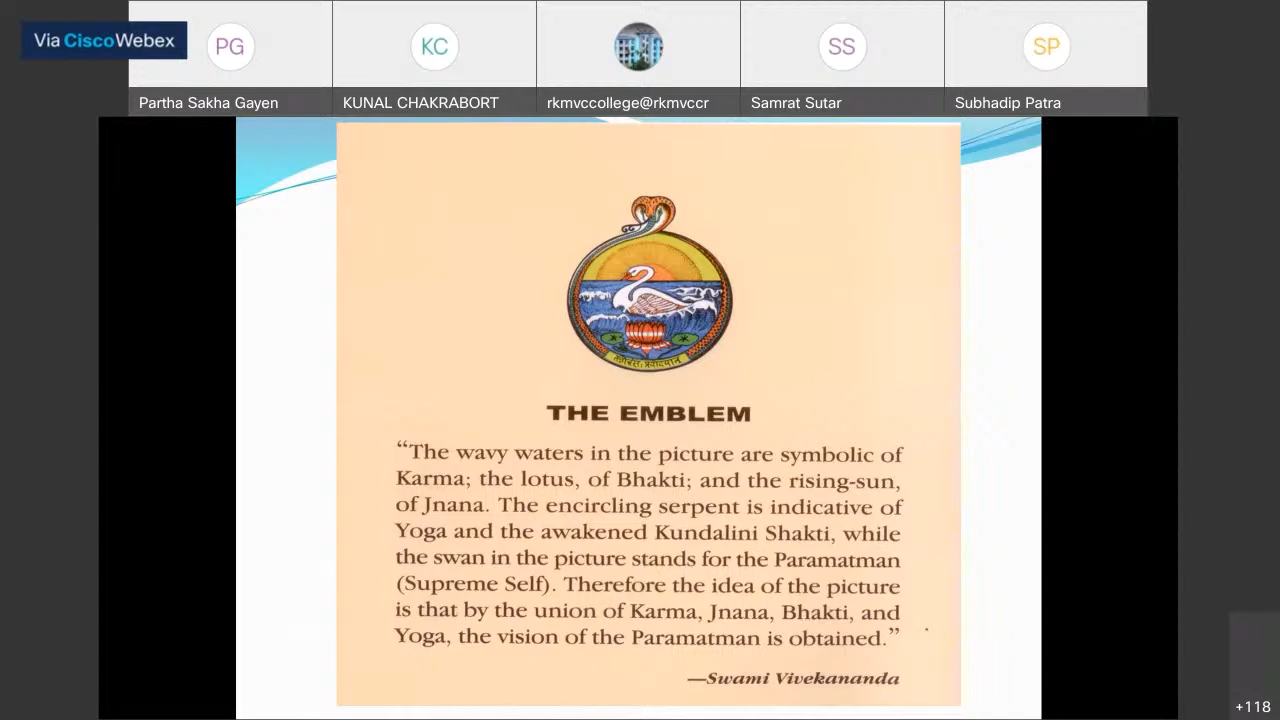 Via Cisco Webex
PG
KC
SS
SP
Partha Sakha Gayen
KUNAL CHAKRABORT
rkmvccollege@rkmvccr
Samrat Sutar
Subhadip Patra
THE EMBLEM
“The wavy waters in the picture are symbolic of
Karma; the lotus, of Bhakti; and the rising-sun,
of Jnana. The encircling serpent is indicative of
Yoga and the awakened Kundalini Shakti, while
the swan in the picture stands for the Paramatman
(Supreme Self). Therefore the idea of the picture
is that by the union of Karma, Jnana, Bhakti, and
Yoga, the vision of the Paramatman is obtained.”
—Swami Vivekananda
+118